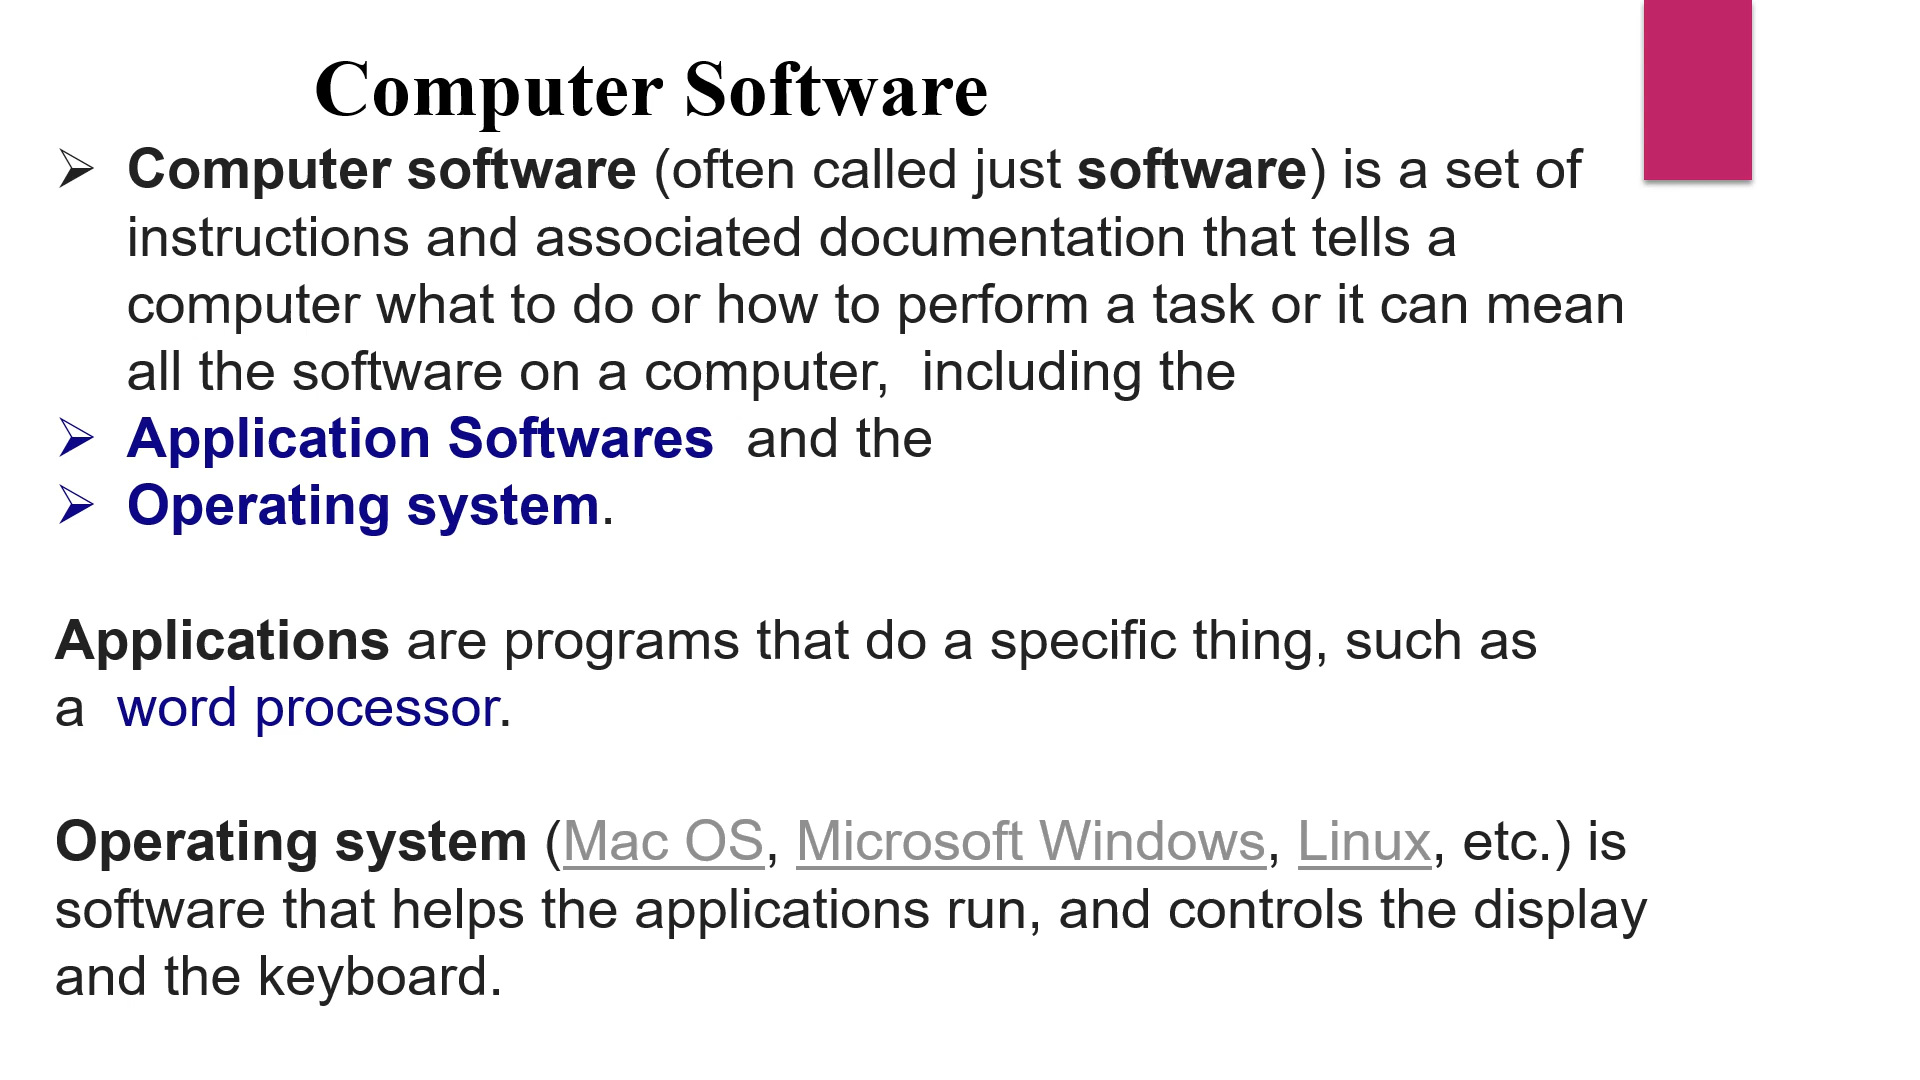 Computer Software
➢ Computer software (often called just software) is a set of
instructions and associated documentation that tells a
computer what to do or how to perform a task or it can mean
all the software on a computer,  including the
➢ Application Softwares  and the
➢ Operating system.
Applications are programs that do a specific thing, such as
a  word processor.
Operating system (Mac OS, Microsoft Windows, Linux, etc.) is
software that helps the applications run, and controls the display
and the keyboard.